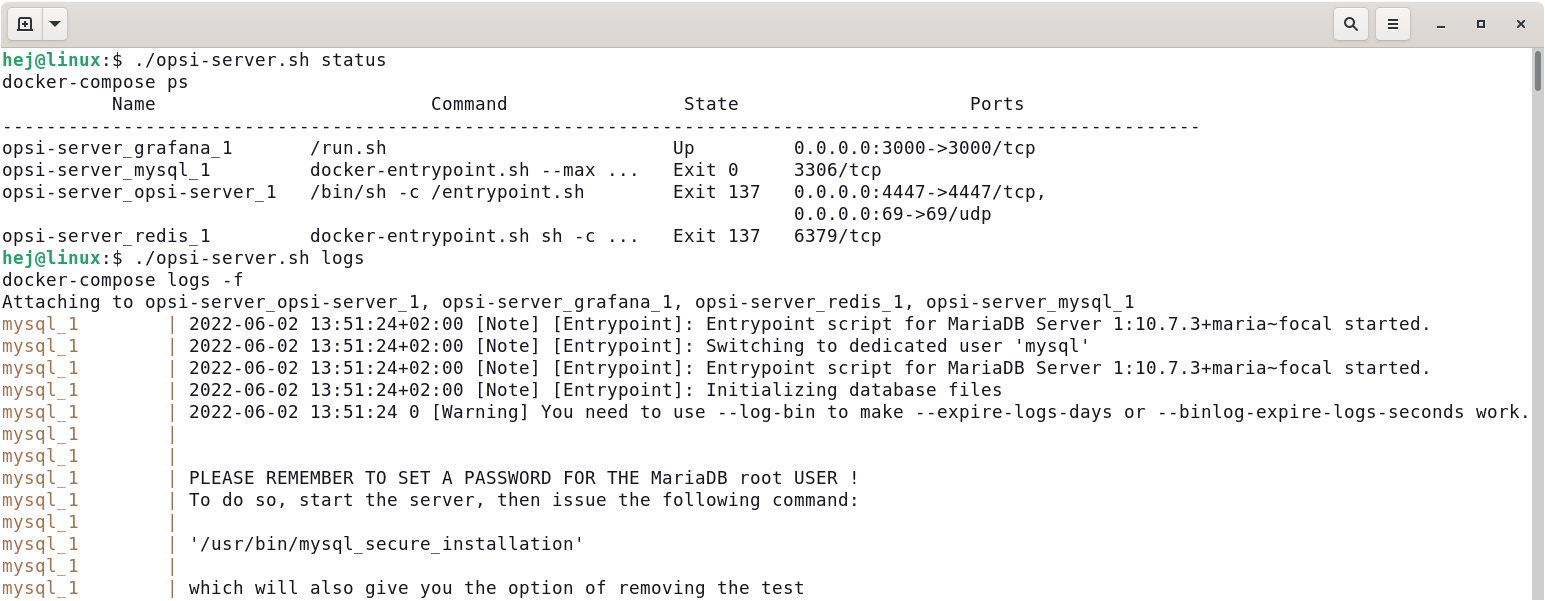 hej@linux:$ ./opsi-server.sh status
docker-compose ps
          Name                         Command                State                     Ports
-------------------------------------------------------------------------------------------------------------
opsi-server_grafana_1       /run.sh                          Up         0.0.0.0:3000->3000/tcp
opsi-server_mysql_1         docker-entrypoint.sh --max ...   Exit 0     3306/tcp
opsi-server_opsi-server_1   /bin/sh -c /entrypoint.sh        Exit 137   0.0.0.0:4447->4447/tcp,
                                                                        0.0.0.0:69->69/udp
opsi-server_redis_1         docker-entrypoint.sh sh -c ...   Exit 137   6379/tcp
hej@linux:$ ./opsi-server.sh logs
docker-compose logs -f
Attaching to opsi-server_opsi-server_1, opsi-server_grafana_1, opsi-server_redis_1, opsi-server_mysql_1
mysql_1        | 2022-06-02 13:51:24+02:00 [Note] [Entrypoint]: Entrypoint script for MariaDB Server 1:10.7.3+maria~focal started.
mysql_1        | 2022-06-02 13:51:24+02:00 [Note] [Entrypoint]: Switching to dedicated user 'mysql'
mysql_1        | 2022-06-02 13:51:24+02:00 [Note] [Entrypoint]: Entrypoint script for MariaDB Server 1:10.7.3+maria~focal started.
mysql_1        | 2022-06-02 13:51:24+02:00 [Note] [Entrypoint]: Initializing database files
mysql_1        | 2022-06-02 13:51:24 0 [Warning] You need to use --log-bin to make --expire-logs-days or --binlog-expire-logs-seconds work.
mysql_1        |
mysql_1        |
mysql_1        | PLEASE REMEMBER TO SET A PASSWORD FOR THE MariaDB root USER !
mysql_1        | To do so, start the server, then issue the following command:
mysql_1        |
mysql_1        | '/usr/bin/mysql_secure_installation'
mysql_1        |
mysql_1        | which will also give you the option of removing the test